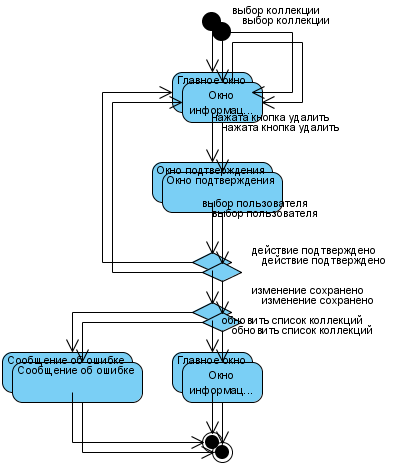 выбор коллекции
выбор коллекции
Главное окно
Окно
информац...
нажата кнопка удалить
нажата кнопка удалить
Окно подтверждения
Окно подтверждения
выбор пользователя
выбор пользователя
действие подтверждено
действие подтверждено
изменение сохранено
изменение сохранено
обновить список коллекций
обновить список коллекций
Сообщение об ошибке
Сообщение об ошибке
Главное окно
Окно
информац...